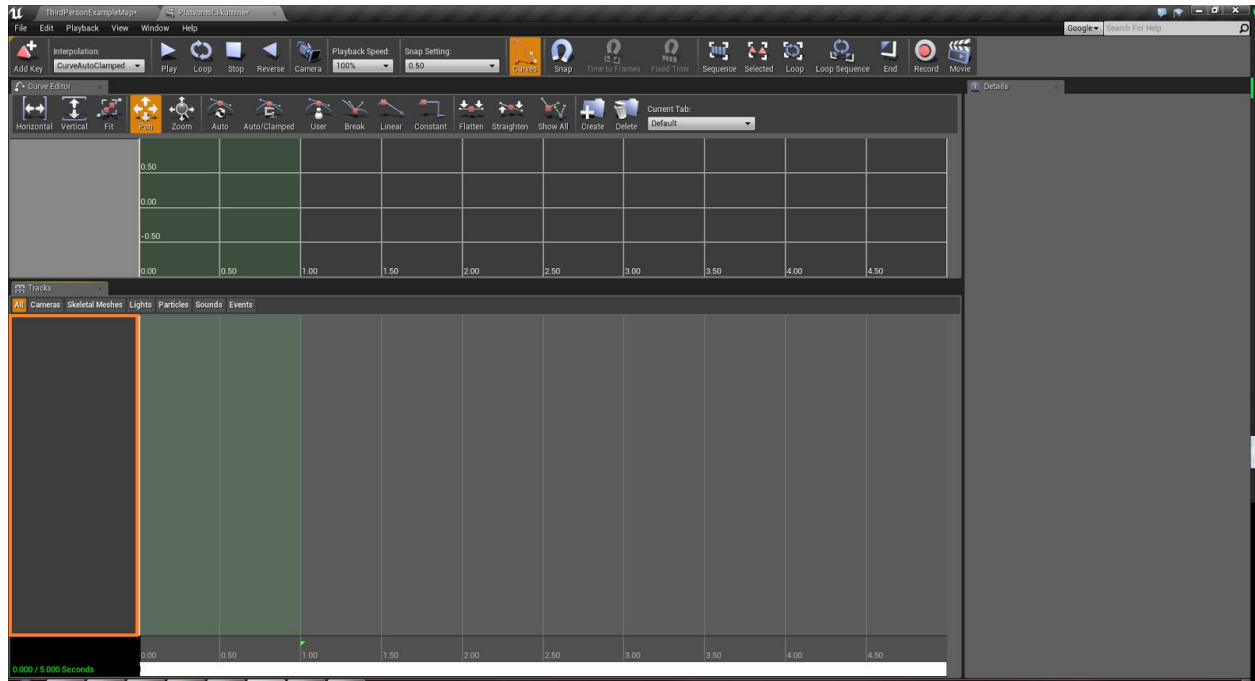 ThirdPersonExampleMap*
Platvormi Liikumine*
File Edit Playback View Window Help
Google
Search For Help
Add Key
Interpolation:
CurveAutoClamped
Play
Loop
Stop
Reverse
Camera
Playback Speed:
100%
Snap Setting:
0.50
Curves
Snap
Time to Frames
Fixed Time
Sequence
Selected
Loop
Loop Sequence
End
Record
Movie
Curve Editor
Details
Horizontal
Vertical
Fit
Pan
Zoom
Auto
Auto/Clamped
User
Break
Linear
Constant
Flatten
Straighten
Show All
Create
Delete
Current Tab:
Default
0.50
0.00
-0.50
0.00 0.50 1.00 1.50 2.00 2.50 3.00 3.50 4.00 4.50
Tracks
All Cameras Skeletal Meshes Lights Particles Sounds Events
0.00 0.50 1.00 1.50 2.00 2.50 3.00 3.50 4.00 4.50
0.000 / 5.000 Seconds